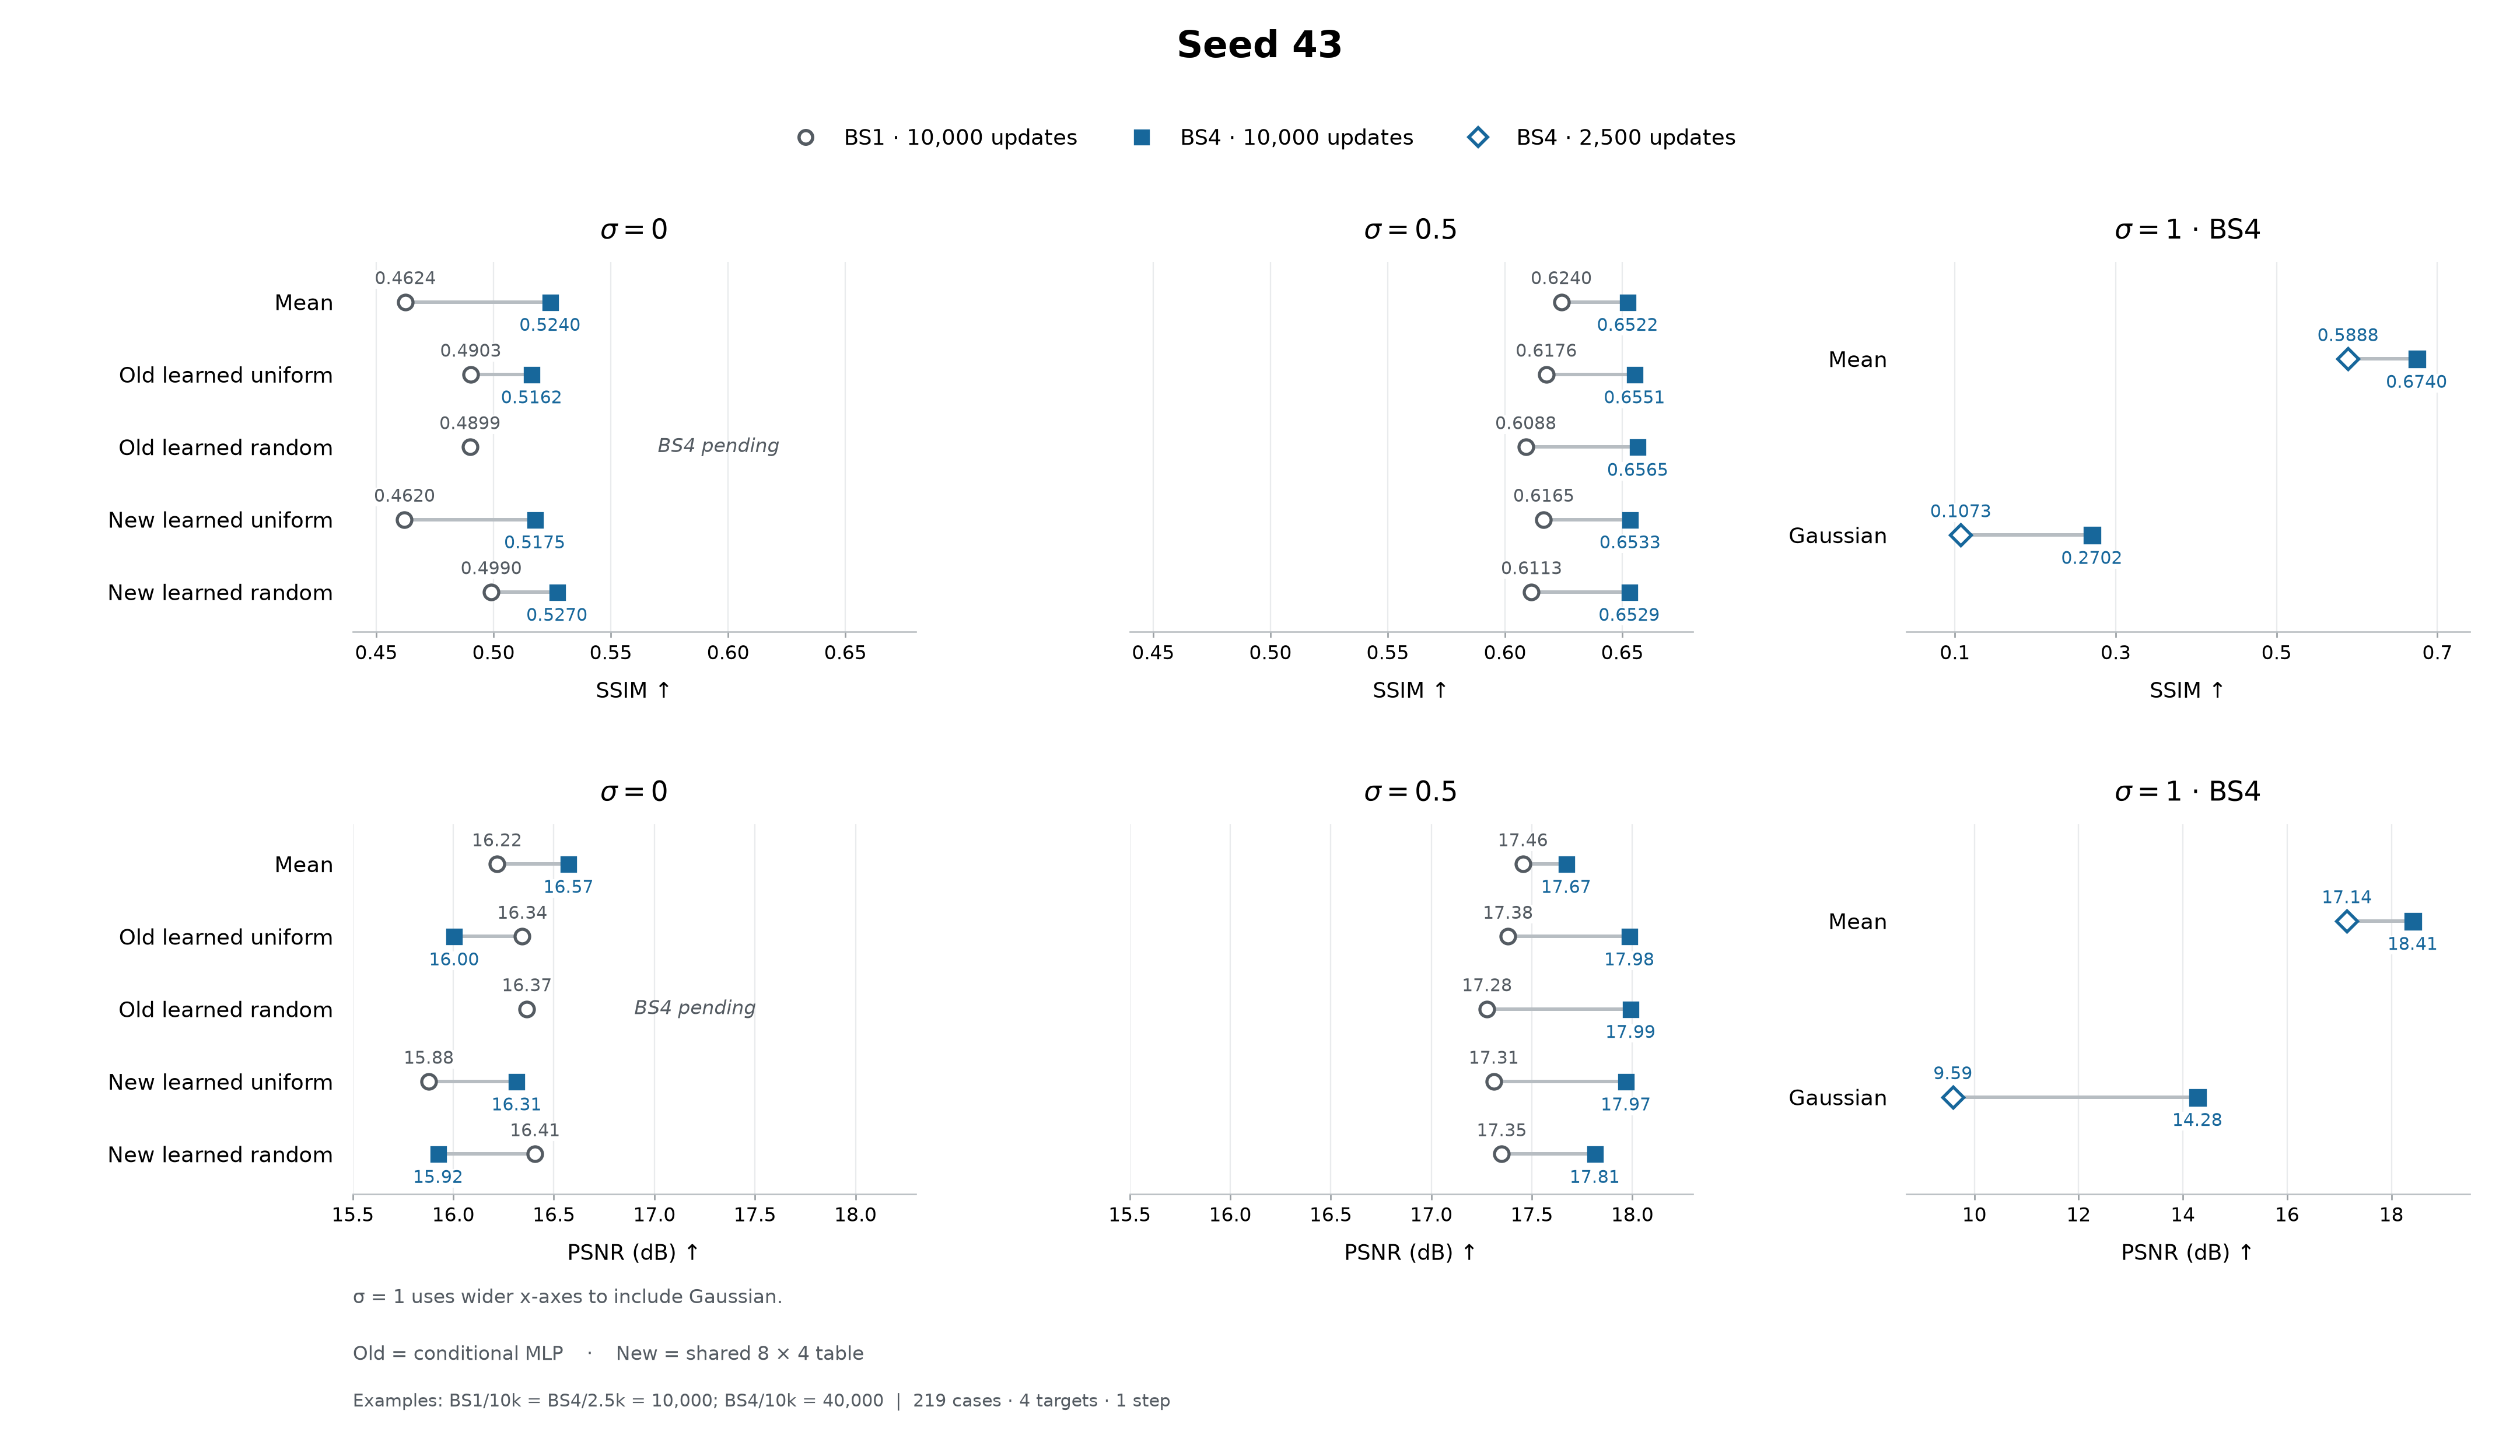 Seed 43
BS1 · 10,000 updates
BS4 · 10,000 updates
BS4 · 2,500 updates
σ = 0
Mean
Old learned uniform
Old learned random
New learned uniform
New learned random
0.4624
0.5240
0.4903
0.5162
0.4899
BS4 pending
0.4620
0.5175
0.4990
0.5270
0.45 0.50 0.55 0.60 0.65
SSIM ↑
σ = 0.5
0.6240
0.6522
0.6176
0.6551
0.6088
0.6565
0.6165
0.6533
0.6113
0.6529
0.45 0.50 0.55 0.60 0.65
SSIM ↑
σ = 1 · BS4
Mean
Gaussian
0.5888
0.6740
0.1073
0.2702
0.1 0.3 0.5 0.7
SSIM ↑
σ = 0
Mean
Old learned uniform
Old learned random
New learned uniform
New learned random
16.22
16.57
16.34
16.00
16.37
BS4 pending
15.88
16.31
16.41
15.92
15.5 16.0 16.5 17.0 17.5 18.0
PSNR (dB) ↑
σ = 0.5
17.46
17.67
17.38
17.98
17.28
17.99
17.31
17.97
17.35
17.81
15.5 16.0 16.5 17.0 17.5 18.0
PSNR (dB) ↑
σ = 1 · BS4
Mean
Gaussian
17.14
18.41
9.59
14.28
10 12 14 16 18
PSNR (dB) ↑
σ = 1 uses wider x-axes to include Gaussian.
Old = conditional MLP · New = shared 8 × 4 table
Examples: BS1/10k = BS4/2.5k = 10,000; BS4/10k = 40,000 | 219 cases · 4 targets · 1 step